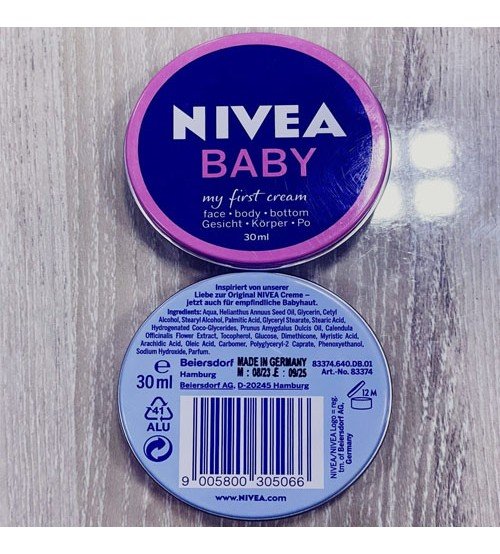 NIVEA
BABY
my first cream
face • body • bottom
Gesicht • Körper • Po
30ml
Inspiriert von unserer
Liebe zur Original NIVEA Creme –
jetzt auch für empfindliche Babyhaut.
Ingredients: Aqua, Helianthus Annuus Seed Oil, Glycerin, Cetyl
Alcohol, Stearyl Alcohol, Palmitic Acid, Glyceryl Stearate, Stearic Acid,
Hydrogenated Coco-Glycerides, Prunus Amygdalus Dulcis Oil, Calendula
Officinalis Flower Extract, Tocopherol, Glucose, Dimethicone, Myristic Acid,
Arachidic Acid, Oleic Acid, Carbomer, Polyglyceryl-2 Caprate, Phenoxyethanol,
Sodium Hydroxide, Parfum.
e
30 ml
Beiersdorf
Hamburg
MADE IN GERMANY
M : 08/23 .E : 09/25
83374.640.DB.01
Art.-No. 83374
Beiersdorf AG, D-20245 Hamburg
12 M
41
ALU
NIVEA/NIVEA Logo = reg.
tm. of Beiersdorf AG,
Germany
9 005800 305066
www.NIVEA.com